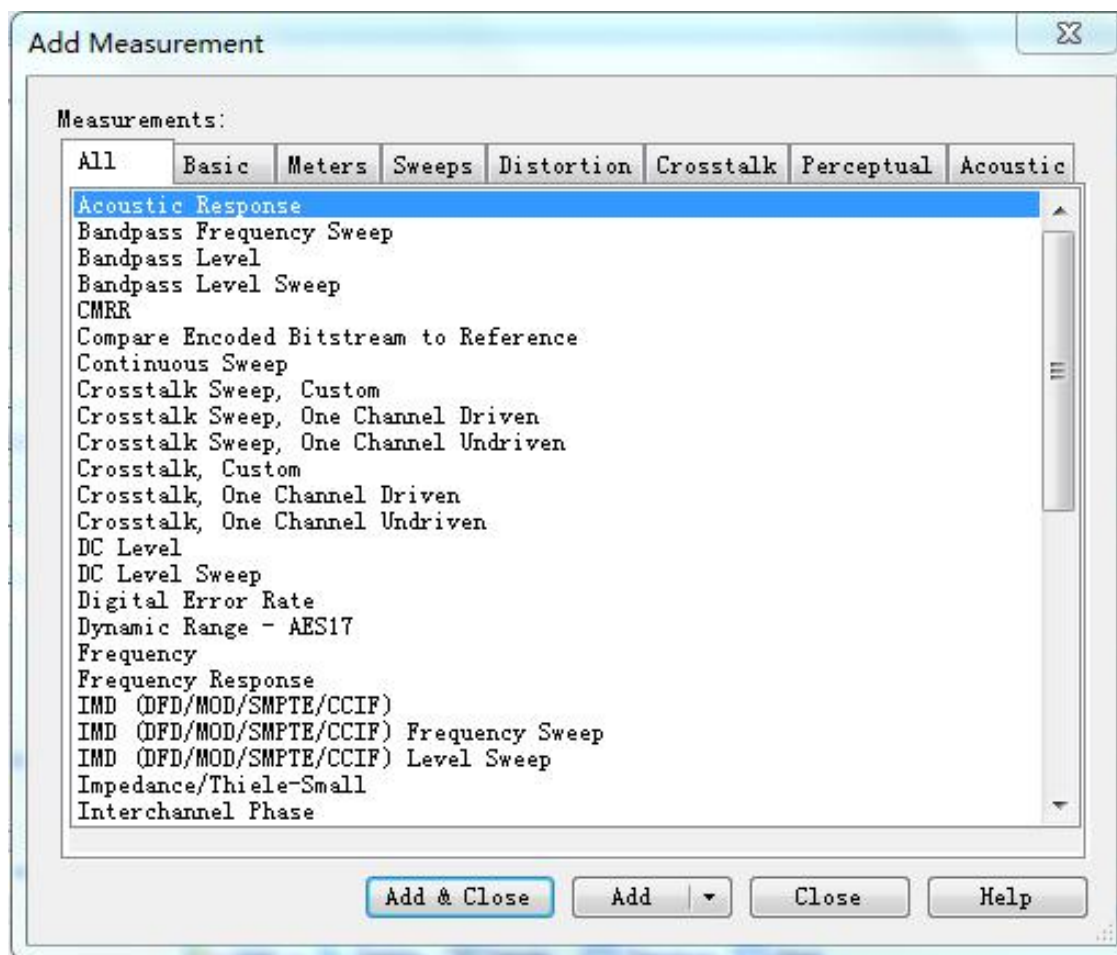 Add Measurement
Measurements:
All Basic Meters Sweeps Distortion Crosstalk Perceptual Acoustic
Acoustic Response
Bandpass Frequency Sweep
Bandpass Level
Bandpass Level Sweep
CMRR
Compare Encoded Bitstream to Reference
Continuous Sweep
Crosstalk Sweep, Custom
Crosstalk Sweep, One Channel Driven
Crosstalk Sweep, One Channel Undriven
Crosstalk, Custom
Crosstalk, One Channel Driven
Crosstalk, One Channel Undriven
DC Level
DC Level Sweep
Digital Error Rate
Dynamic Range - AES17
Frequency
Frequency Response
IMD (DFD/MOD/SMPTE/CCIF)
IMD (DFD/MOD/SMPTE/CCIF) Frequency Sweep
IMD (DFD/MOD/SMPTE/CCIF) Level Sweep
Impedance/Thiele-Small
Interchannel Phase
Add & Close Add Close Help